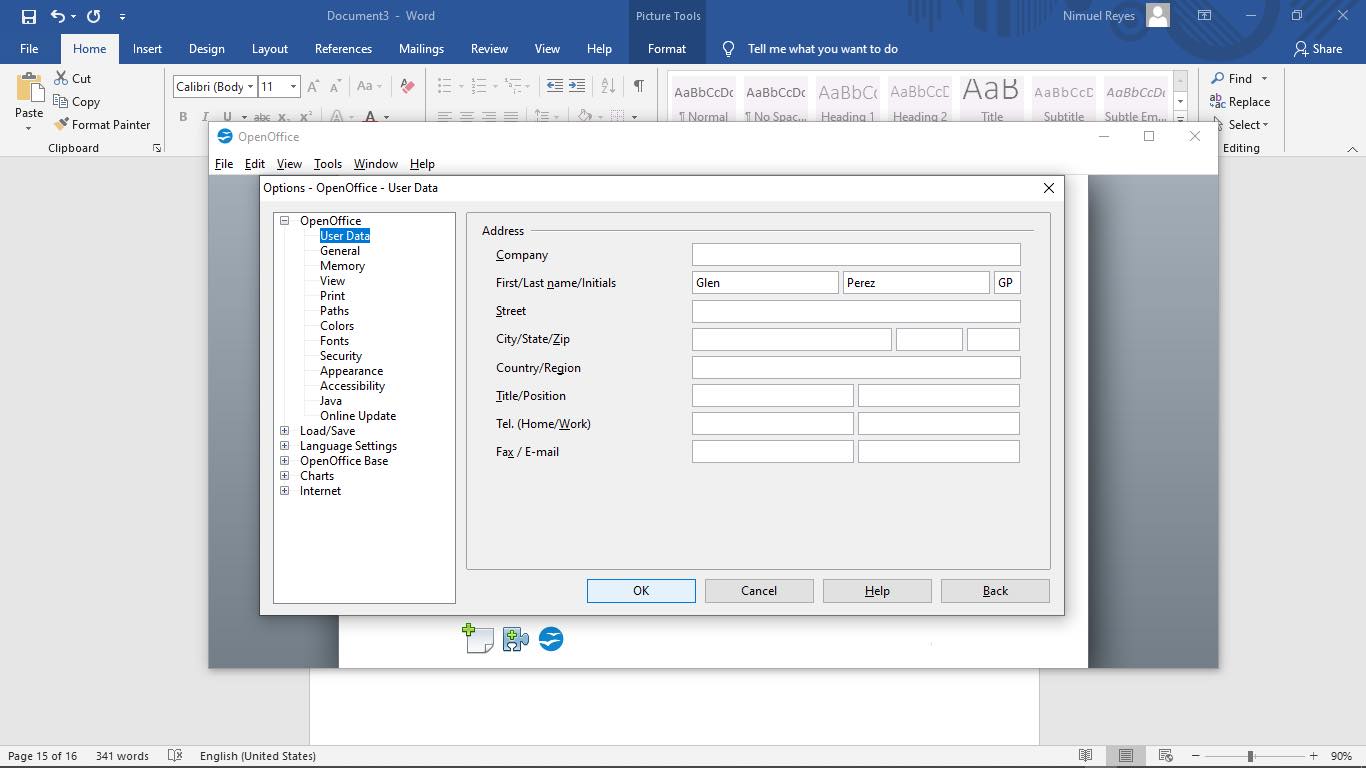 Document3 - Word
Picture Tools
Nimuel Reyes
File Home Insert Design Layout References Mailings Review View Help Format Tell me what you want to do Share
Paste
Cut
Copy
Format Painter
Clipboard
Calibri (Body 11
Aa
B I U abc x A A
AaBbCcDc AaBbCcDc AaBbCc AaBbCcD AaB AaBbCcD AaBbCcDc
¶ Normal ¶ No Spac... Heading 1 Heading 2 Title Subtitle Subtle Em...
Find
Replace
Select
Editing
OpenOffice
File Edit View Tools Window Help
Options - OpenOffice - User Data
OpenOffice
User Data
General
Memory
View
Print
Paths
Colors
Fonts
Security
Appearance
Accessibility
Java
Online Update
Load/Save
Language Settings
OpenOffice Base
Charts
Internet
Address
Company
First/Last name/Initials Glen Perez GP
Street
City/State/Zip
Country/Region
Title/Position
Tel. (Home/Work)
Fax / E-mail
OK Cancel Help Back
Page 15 of 16 341 words English (United States) 90%